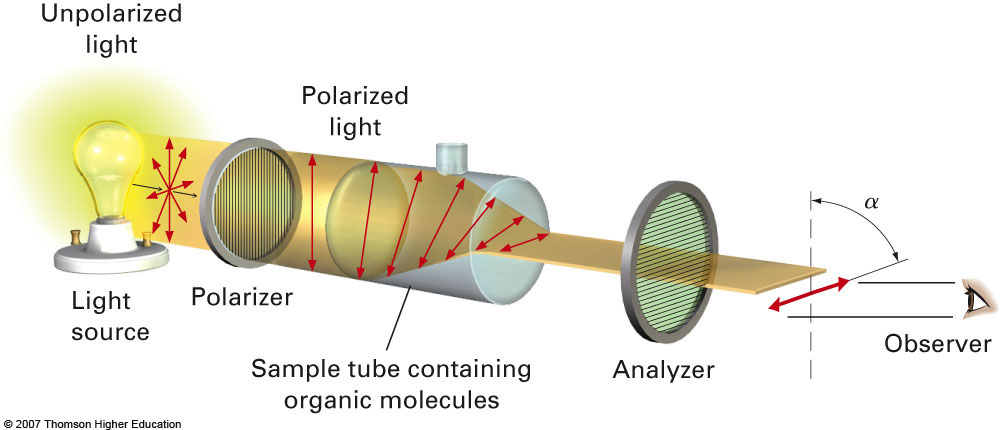 Unpolarized
light
Polarized
light
α
Light
source
Polarizer
Sample tube containing
organic molecules
Analyzer
Observer
© 2007 Thomson Higher Education